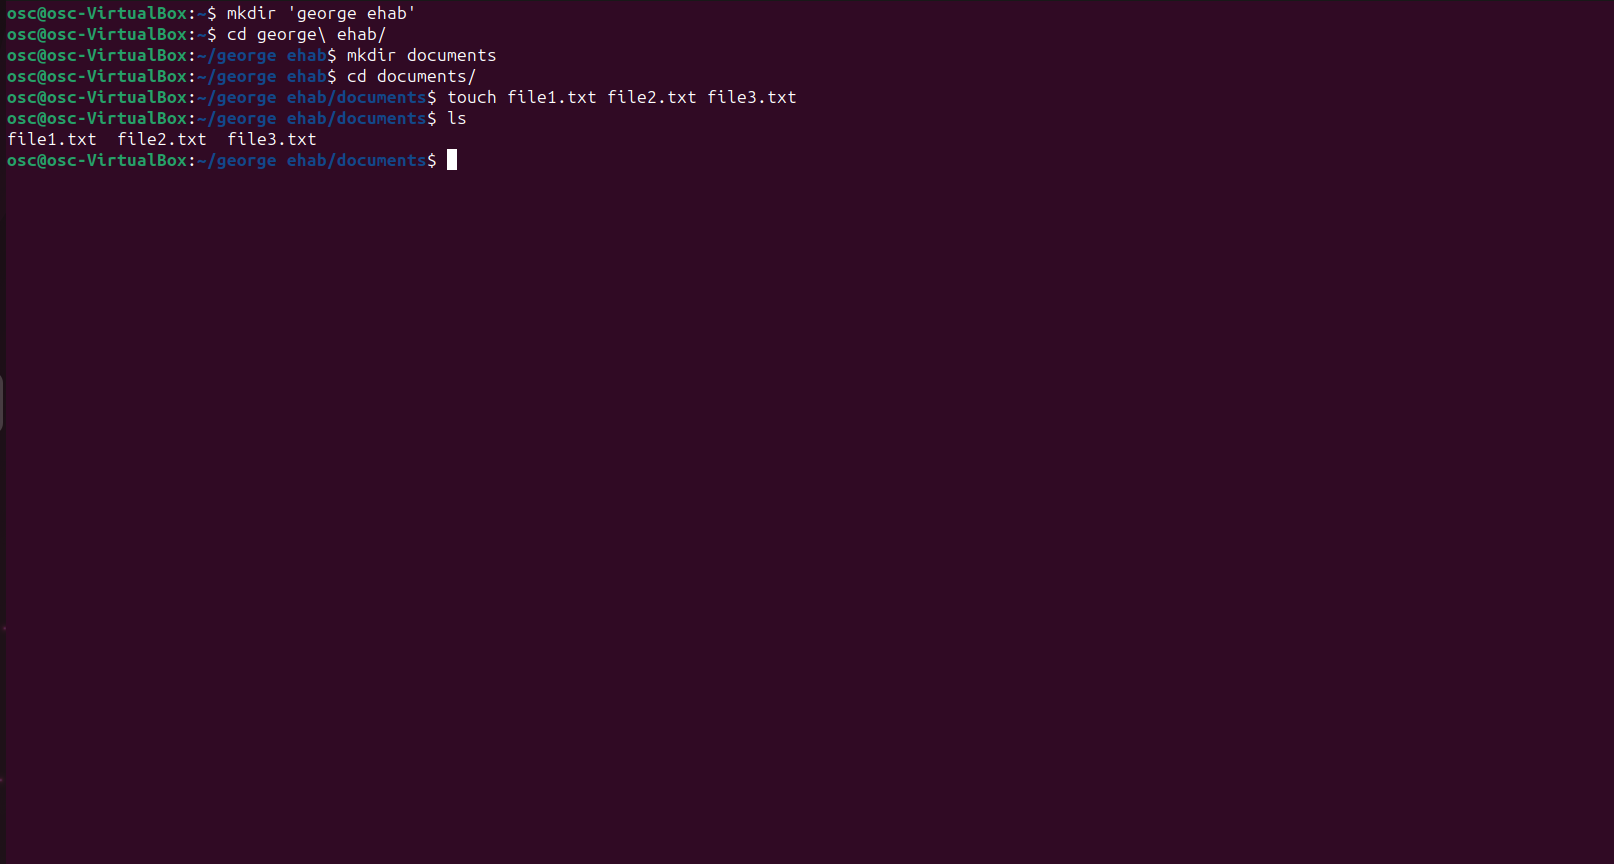 osc@osc-VirtualBox:~$ mkdir 'george ehab'
osc@osc-VirtualBox:~$ cd george\ ehab/
osc@osc-VirtualBox:~/george ehab$ mkdir documents
osc@osc-VirtualBox:~/george ehab$ cd documents/
osc@osc-VirtualBox:~/george ehab/documents$ touch file1.txt file2.txt file3.txt
osc@osc-VirtualBox:~/george ehab/documents$ ls
file1.txt  file2.txt  file3.txt
osc@osc-VirtualBox:~/george ehab/documents$